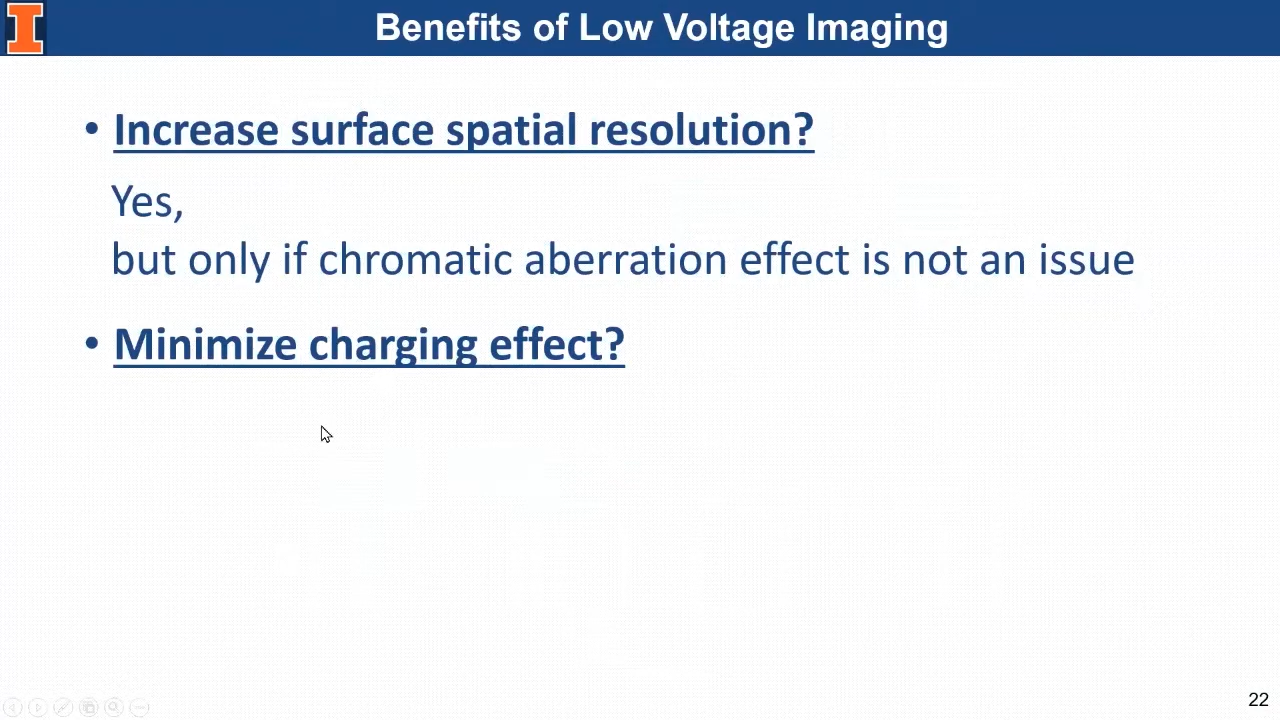 Benefits of Low Voltage Imaging
• Increase surface spatial resolution?
Yes,
but only if chromatic aberration effect is not an issue
• Minimize charging effect?
22